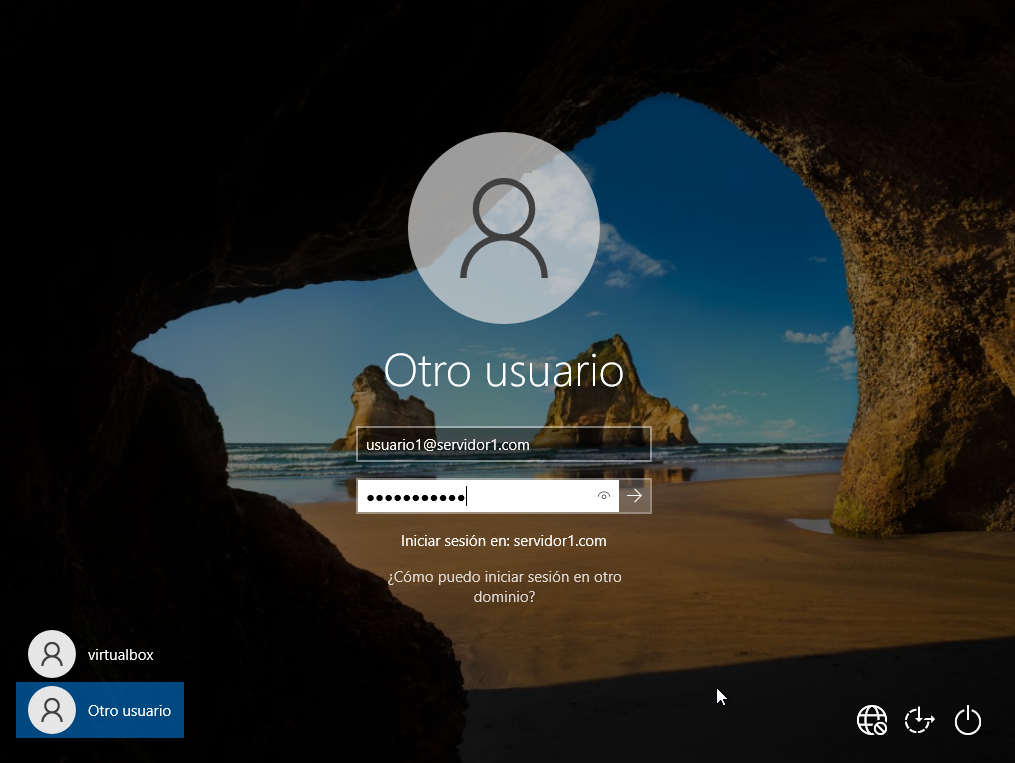 Otro usuario
usuario1@servidor1.com
●●●●●●●●●●●
Iniciar sesión en: servidor1.com
¿Cómo puedo iniciar sesión en otro
dominio?
virtualbox
Otro usuario